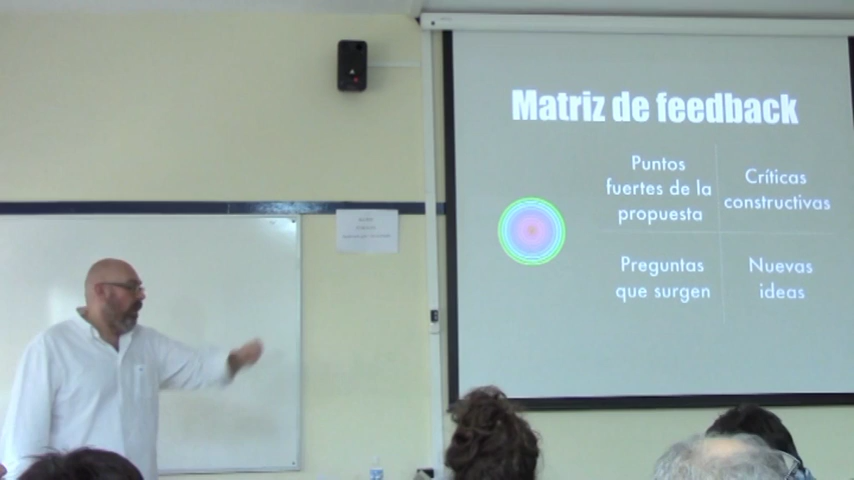 Matriz de feedback
Puntos
fuertes de la
propuesta
Críticas
constructivas
Preguntas
que surgen
Nuevas
ideas